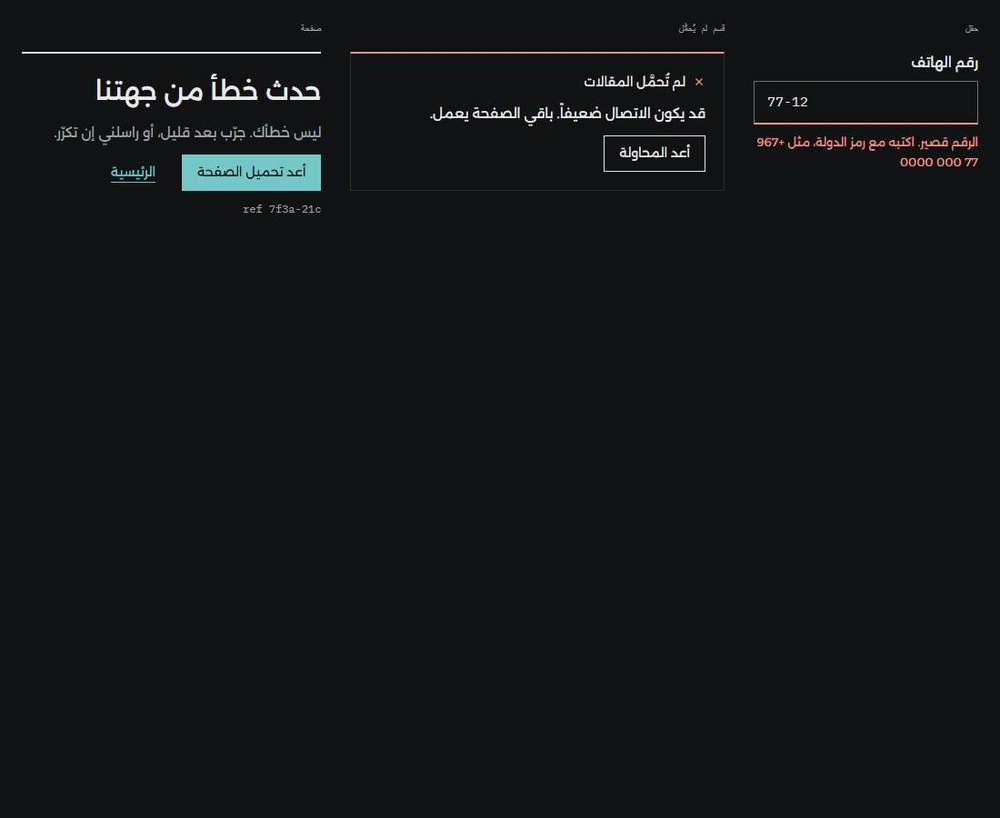 حقل
رقم الهاتف
77-12
الرقم قصير. اكتبه مع رمز الدولة، مثل +967
77 000 0000
قسم لم يُحمَّل
× لم تُحمَّل المقالات
قد يكون الاتصال ضعيفاً. باقي الصفحة يعمل.
أعد المحاولة
صفحة
حدث خطأ من جهتنا
ليس خطأك. جرّب بعد قليل، أو راسلني إن تكرّر.
أعد تحميل الصفحة
الرئيسية
ref 7f3a-21c